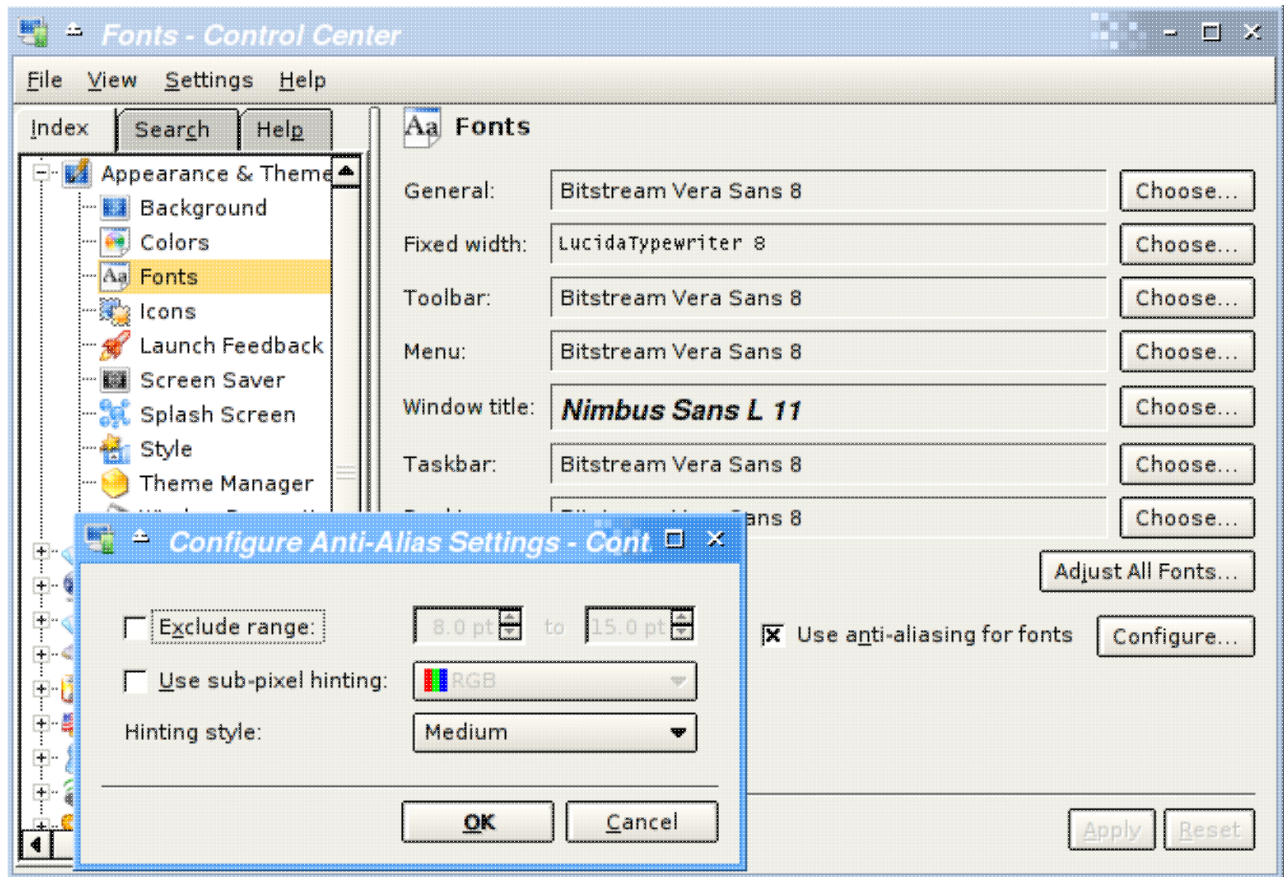 Fonts - Control Center
File View Settings Help
Index Search Help
Appearance & Theme
Background
Colors
Fonts
Icons
Launch Feedback
Screen Saver
Splash Screen
Style
Theme Manager
Aa Fonts
General: Bitstream Vera Sans 8 Choose...
Fixed width: LucidaTypewriter 8 Choose...
Toolbar: Bitstream Vera Sans 8 Choose...
Menu: Bitstream Vera Sans 8 Choose...
Window title: Nimbus Sans L 11 Choose...
Taskbar: Bitstream Vera Sans 8 Choose...
ans 8 Choose...
Adjust All Fonts...
Use anti-aliasing for fonts Configure...
Apply Reset
Configure Anti-Alias Settings - Cont
Exclude range: 8.0 pt to 15.0 pt
Use sub-pixel hinting: RGB
Hinting style: Medium
OK Cancel